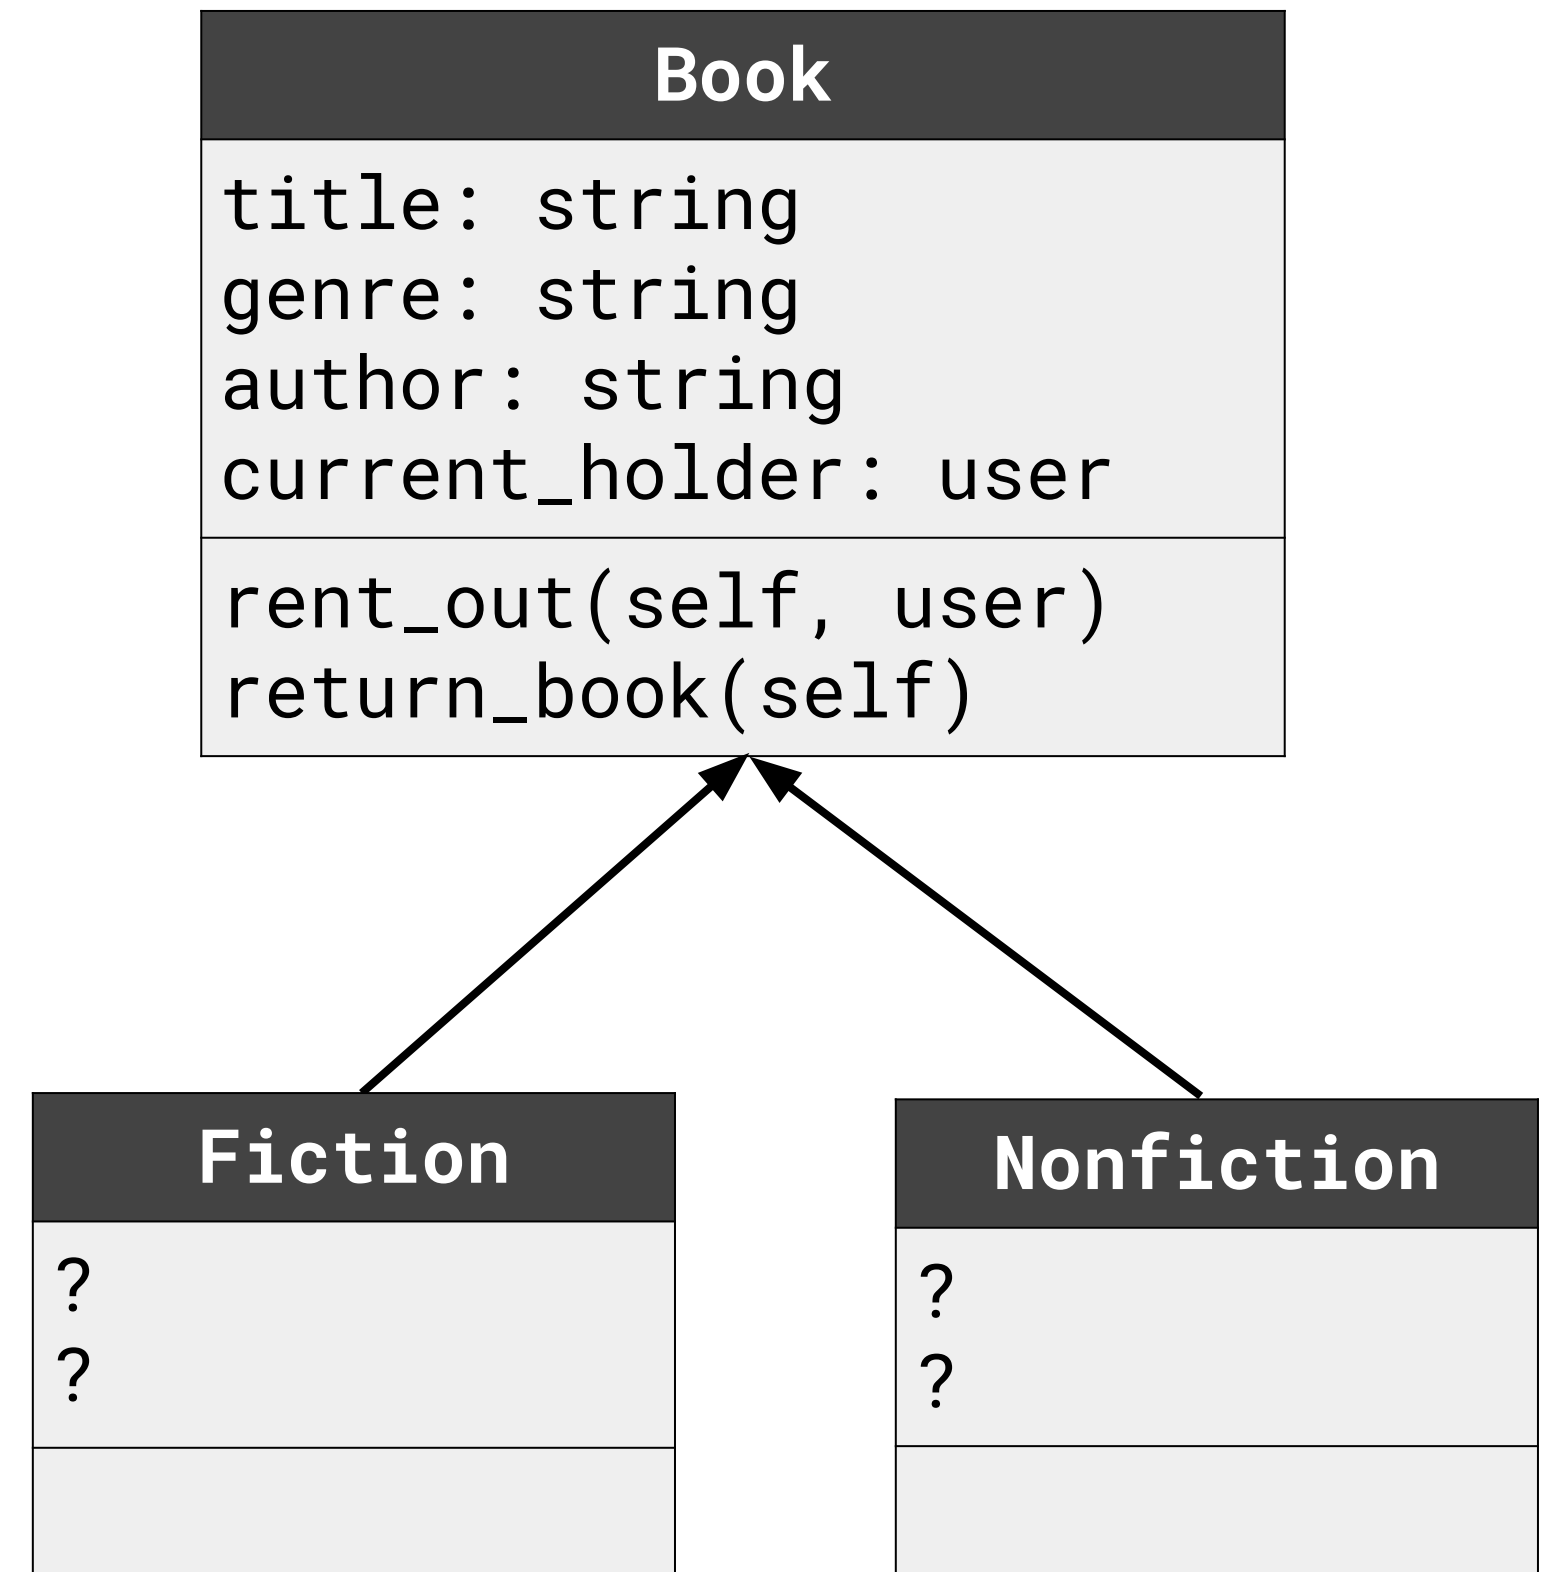 Book
title: string
genre: string
author: string
current_holder: user
rent_out(self, user)
return_book(self)
Fiction
?
?
Nonfiction
?
?